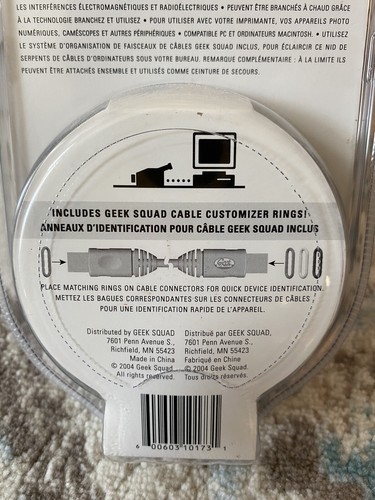 LES INTERFÉRENCES ÉLECTROMAGNÉTIQUES ET RADIOÉLECTRIQUES • PEUVENT ÊTRE BRANCHÉS À CHAUD GRÂCE
À LA TECHNOLOGIE BRANCHEZ ET UTILISEZ • POUR UTILISER AVEC VOTRE IMPRIMANTE, VOS APPAREILS PHOTO
NUMÉRIQUES, CAMÉSCOPES ET AUTRES PÉRIPHÉRIQUES • COMPATIBLE PC ET ORDINATEURS MACINTOSH. • UTILISEZ
LE SYSTÈME D'ORGANISATION DE FAISCEAUX DE CÂBLES GEEK SQUAD INCLUS, POUR ÉCLAIRCIR CE NID DE
SERPENTS DE CÂBLES D'ORDINATEURS SOUS VOTRE BUREAU. REMARQUE COMPLÉMENTAIRE : À LA LIMITE ILS
PEUVENT ÊTRE ATTACHÉS ENSEMBLE ET UTILISÉS COMME CEINTURE DE SECOURS.
INCLUDES GEEK SQUAD CABLE CUSTOMIZER RINGS!
ANNEAUX D'IDENTIFICATION POUR CÂBLE GEEK SQUAD INCLUS
PLACE MATCHING RINGS ON CABLE CONNECTORS FOR QUICK DEVICE IDENTIFICATION.
METTEZ LES BAGUES CORRESPONDANTES SUR LES CONNECTEURS DE CÂBLES
POUR UNE IDENTIFICATION RAPIDE DE L'APPAREIL.
Distributed by GEEK SQUAD Distribué par GEEK SQUAD,
7601 Penn Avenue S., 7601 Penn Avenue S.,
Richfield, MN 55423 Richfield, MN 55423
Made in China Fabriqué en Chine
© 2004 Geek Squad. © 2004 Geek Squad.
All rights reserved. Tous droits réservés.
6 00603 10173 1